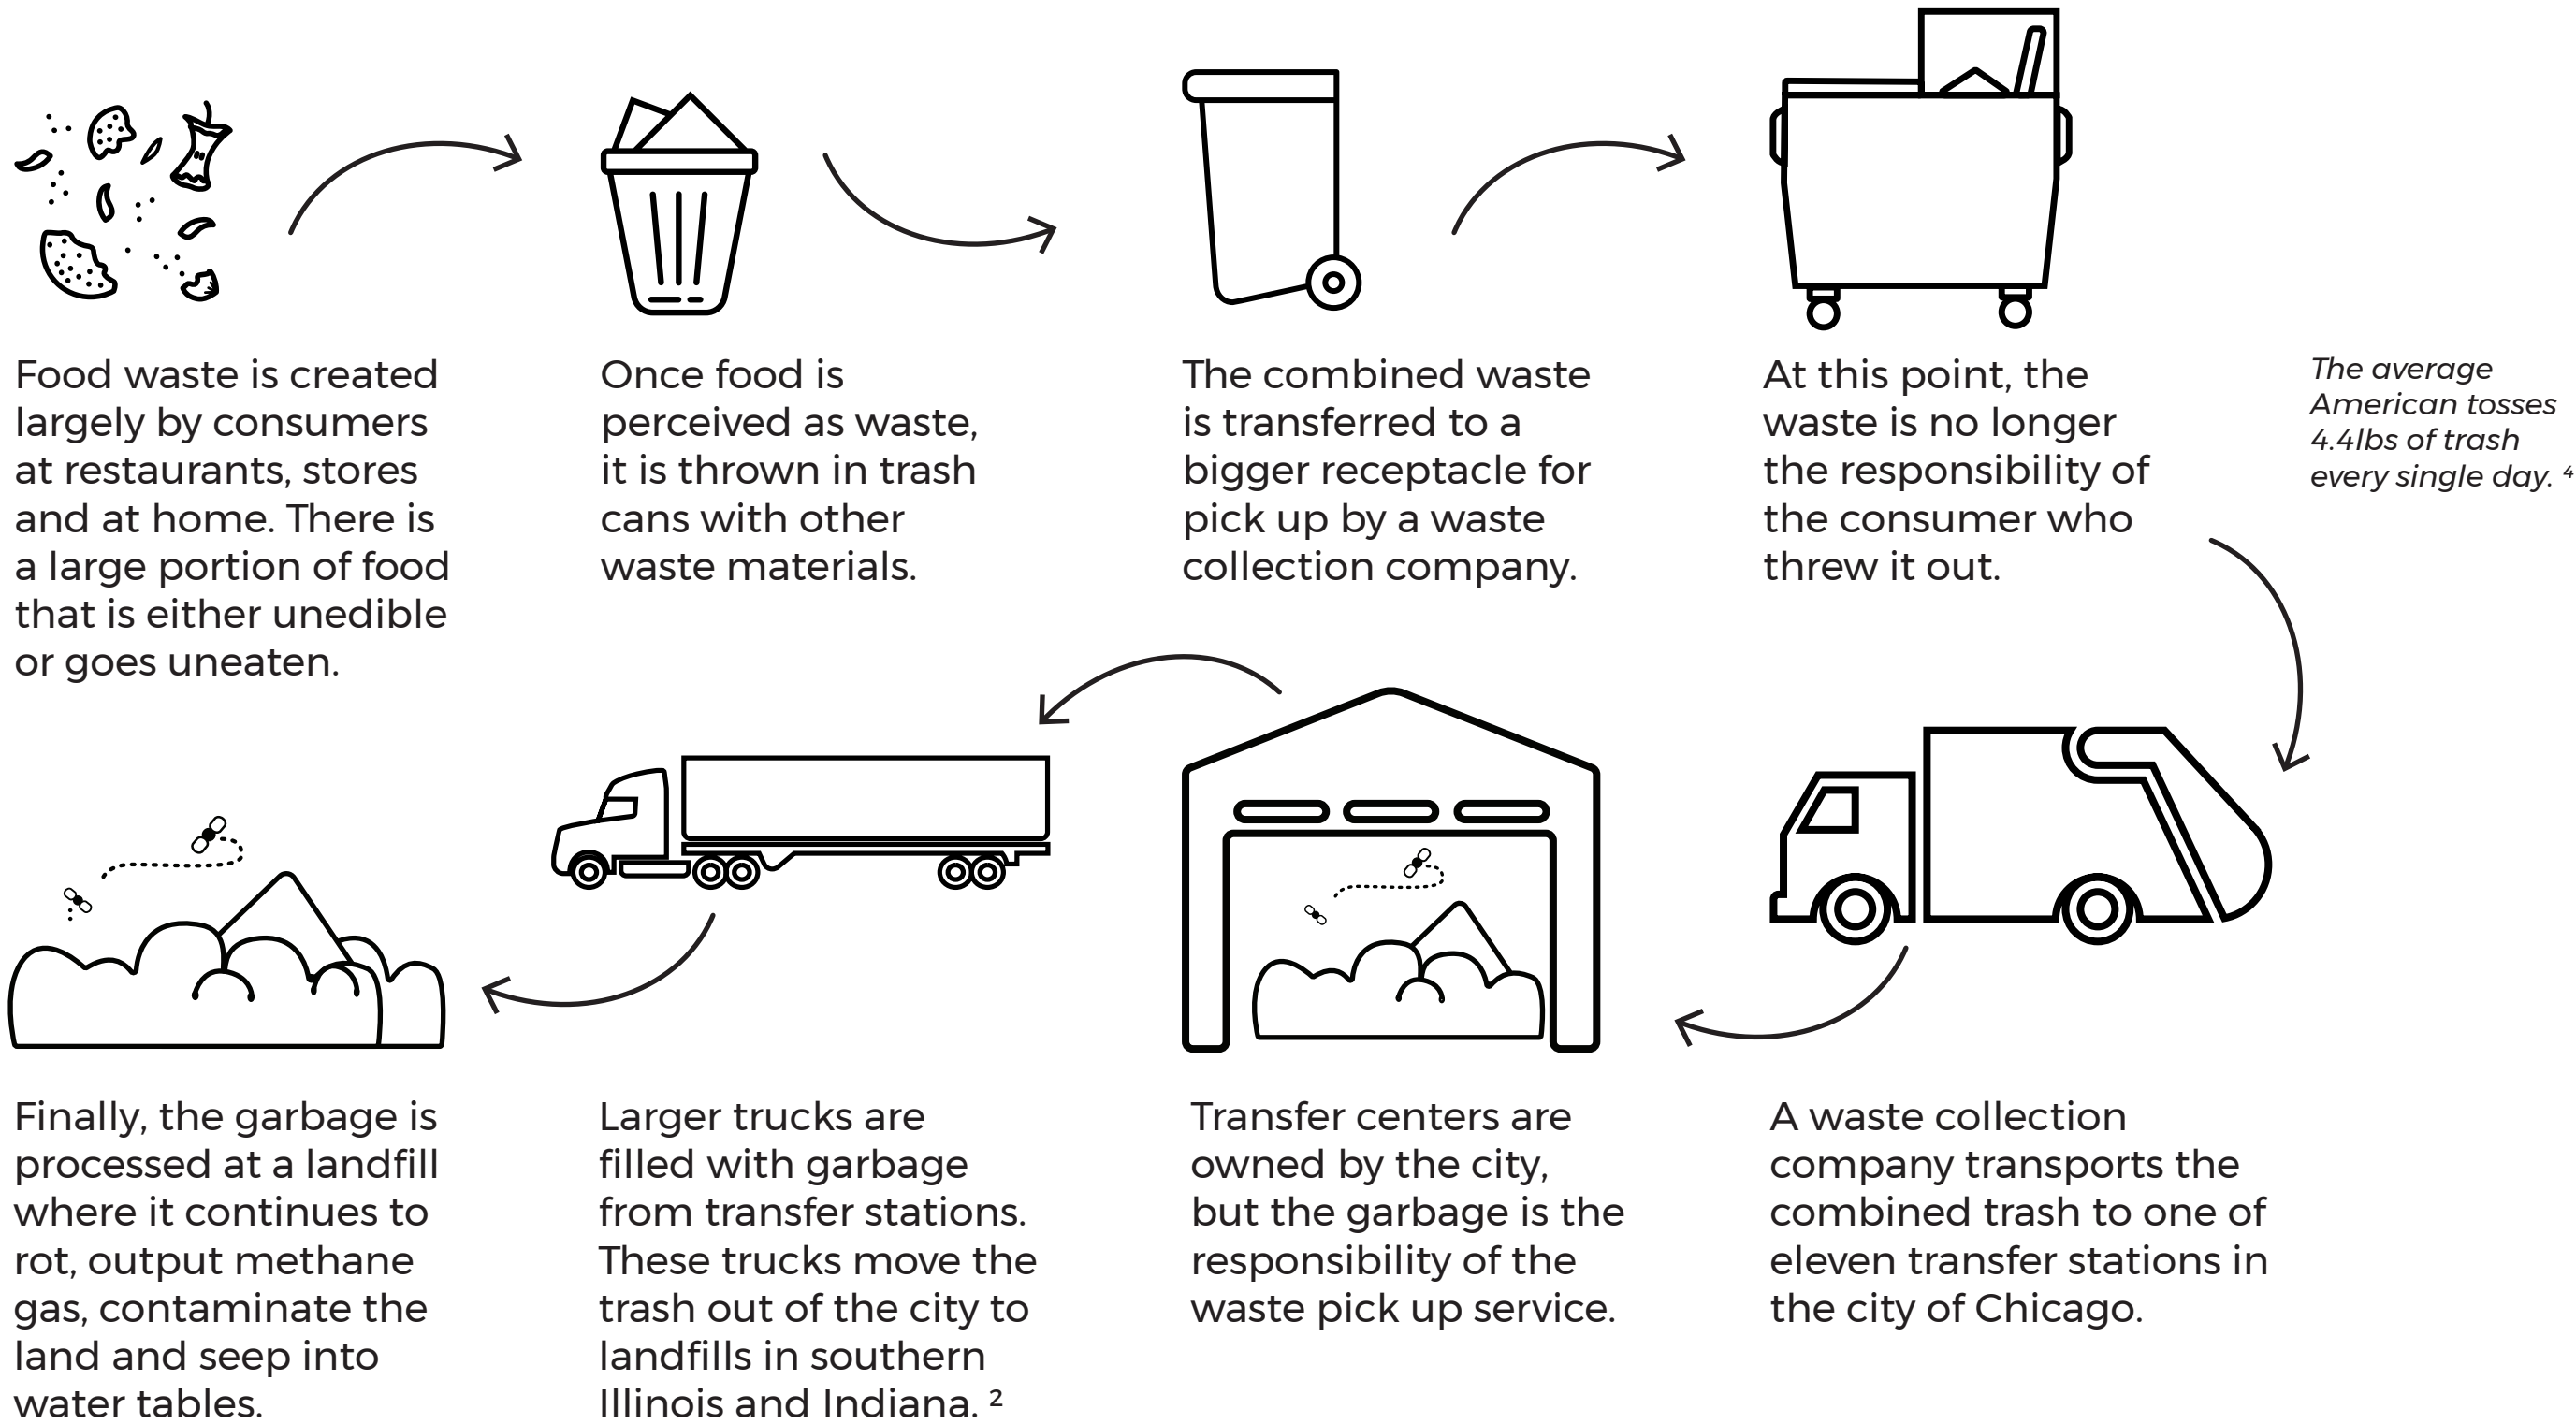 Food waste is created
largely by consumers
at restaurants, stores
and at home. There is
a large portion of food
that is either unedible
or goes uneaten.
Once food is
perceived as waste,
it is thrown in trash
cans with other
waste materials.
The combined waste
is transferred to a
bigger receptacle for
pick up by a waste
collection company.
At this point, the
waste is no longer
the responsibility of
the consumer who
threw it out.
The average
American tosses
4.4lbs of trash
every single day. ⁴
A waste collection
company transports the
combined trash to one of
eleven transfer stations in
the city of Chicago.
Transfer centers are
owned by the city,
but the garbage is the
responsibility of the
waste pick up service.
Larger trucks are
filled with garbage
from transfer stations.
These trucks move the
trash out of the city to
landfills in southern
Illinois and Indiana. ²
Finally, the garbage is
processed at a landfill
where it continues to
rot, output methane
gas, contaminate the
land and seep into
water tables.